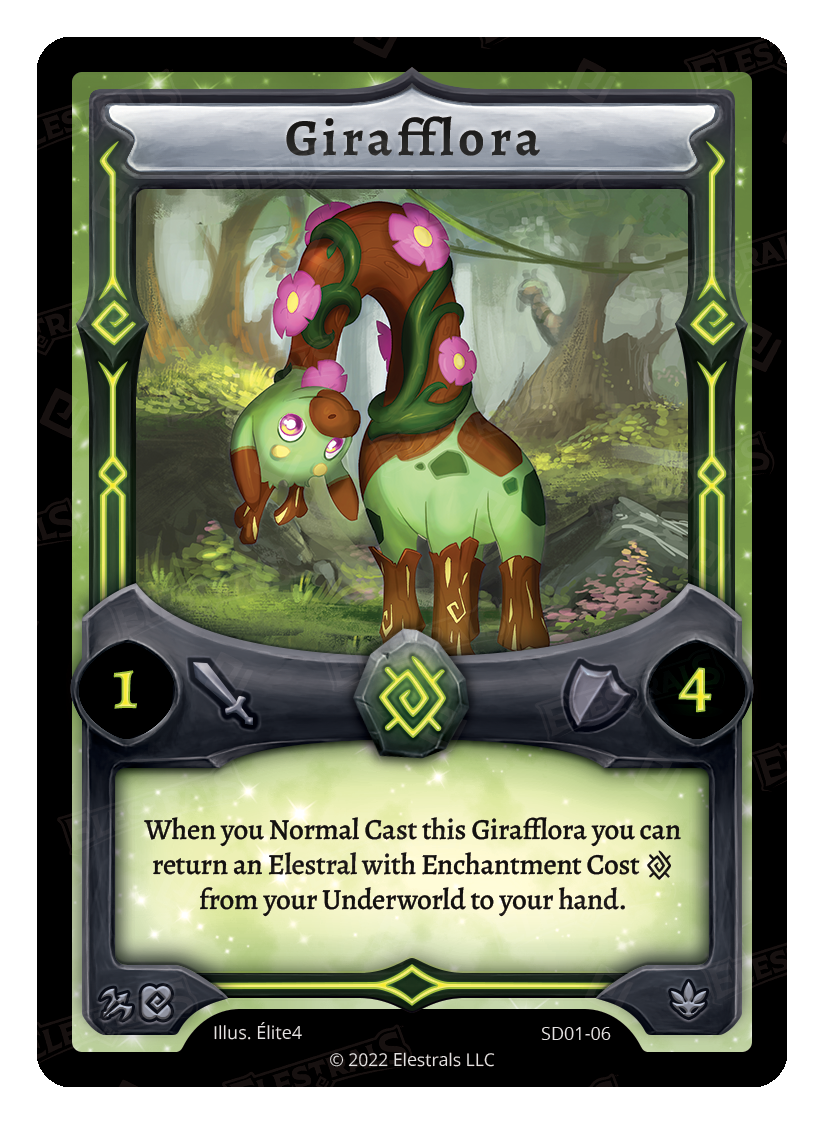 Girafflora
1
4
When you Normal Cast this Girafflora you can
return an Elestral with Enchantment Cost
from your Underworld to your hand.
Illus. Élite4
SD01-06
© 2022 Elestrals LLC